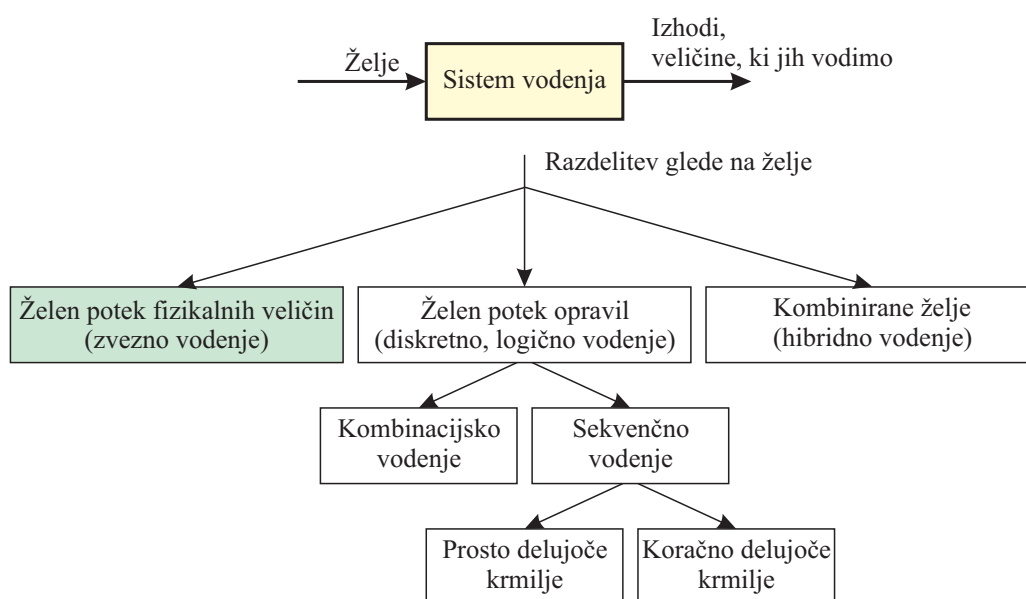 Želje
Sistem vodenja
Izhodi,
veličine, ki jih vodimo
Razdelitev glede na želje
Želen potek fizikalnih veličin
(zvezno vodenje)
Želen potek opravil
(diskretno, logično vodenje)
Kombinirane želje
(hibridno vodenje)
Kombinacijsko
vodenje
Sekvenčno
vodenje
Prosto delujoče
krmilje
Koračno delujoče
krmilje